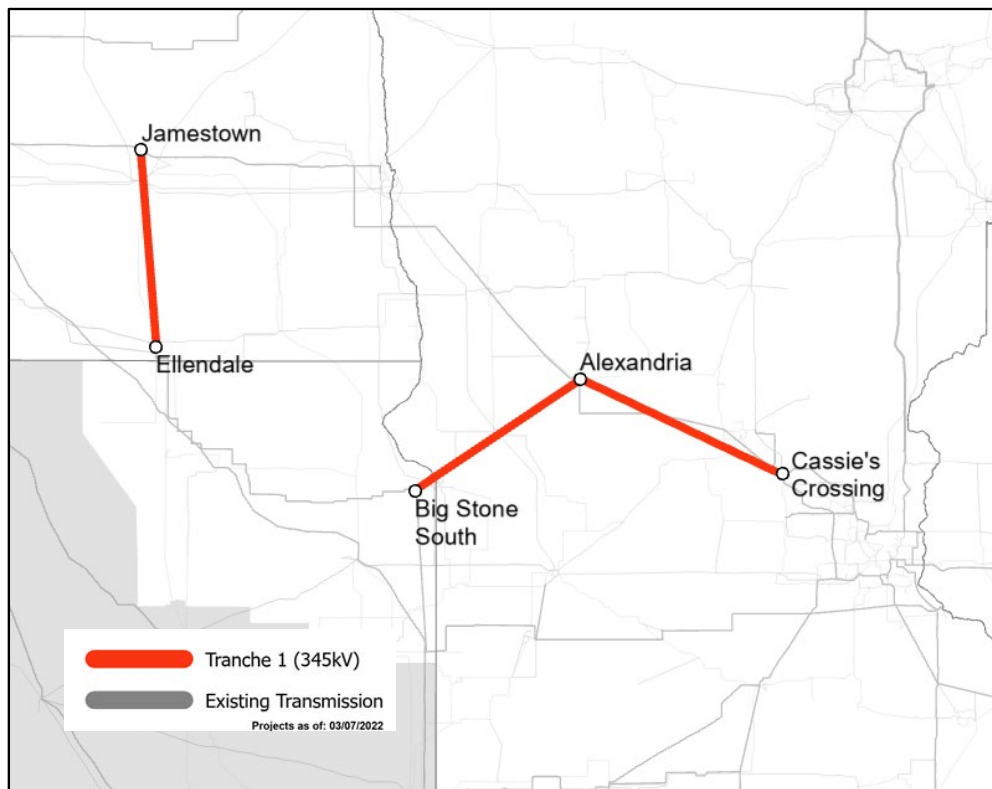 Jamestown
Ellendale
Alexandria
Cassie's
Crossing
Big Stone
South
Tranche 1 (345kV)
Existing Transmission
Projects as of: 03/07/2022